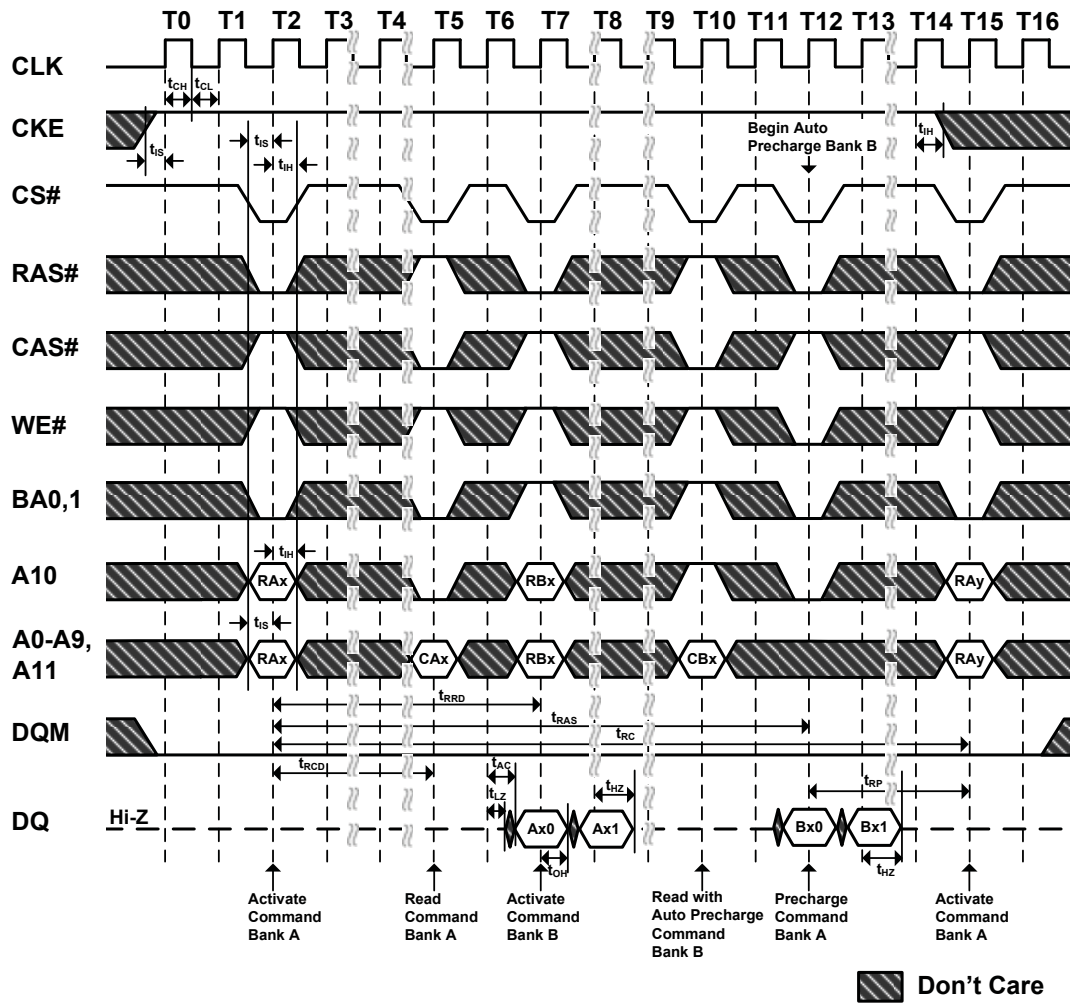 T0 T1 T2 T3 T4 T5 T6 T7 T8 T9 T10 T11 T12 T13 T14 T15 T16
CLK
tCH tCL
CKE
tIS
tIS
tIH
Begin Auto
Precharge Bank B
tIH
CS#
RAS#
CAS#
WE#
BA0,1
tIH
A10
RAx RBx RAy
tIS
A0-A9,
A11
RAx CAx RBx CBx RAy
tRRD
tRAS
DQM
tRC
tRCD
tAC
tLZ
tHZ
tRP
DQ
Hi-Z
Ax0 Ax1 Bx0 Bx1
tOH
tHZ
Activate
Command
Bank A
Read
Command
Bank A
Activate
Command
Bank B
Read with
Auto Precharge
Command
Bank B
Precharge
Command
Bank A
Activate
Command
Bank A
Don't Care